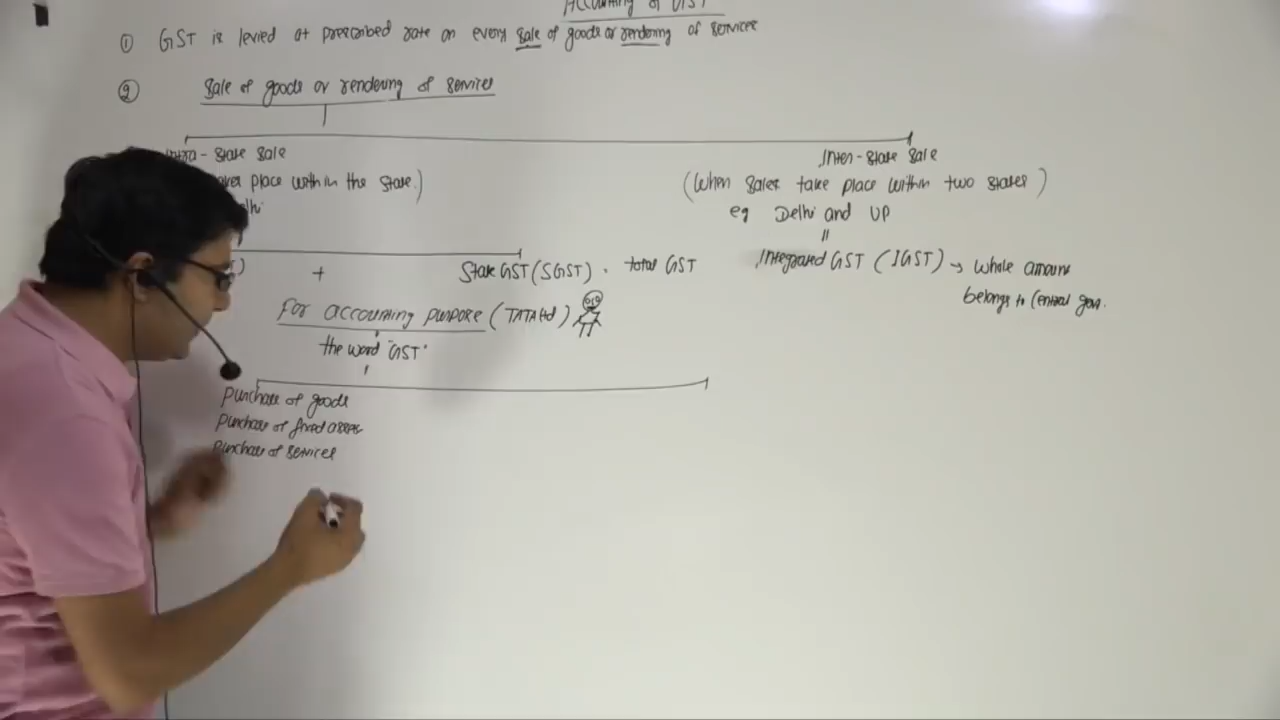 Accounting of GST
① GST is levied at prescribed rate on every sale of goods or rendering of services
② Sale of goods or rendering of services
Intra-State Sale
place within the State.)
Inter-State Sale
(When Sales take place within two states)
eg Delhi and UP
+ State GST (SGST) = total GST
Integrated GST (IGST) → Whole amount
belongs to Central govt.
For accounting purpose (TATA ltd)
the word "GST"
Purchase of goods
Purchase of fixed assets
Purchase of services